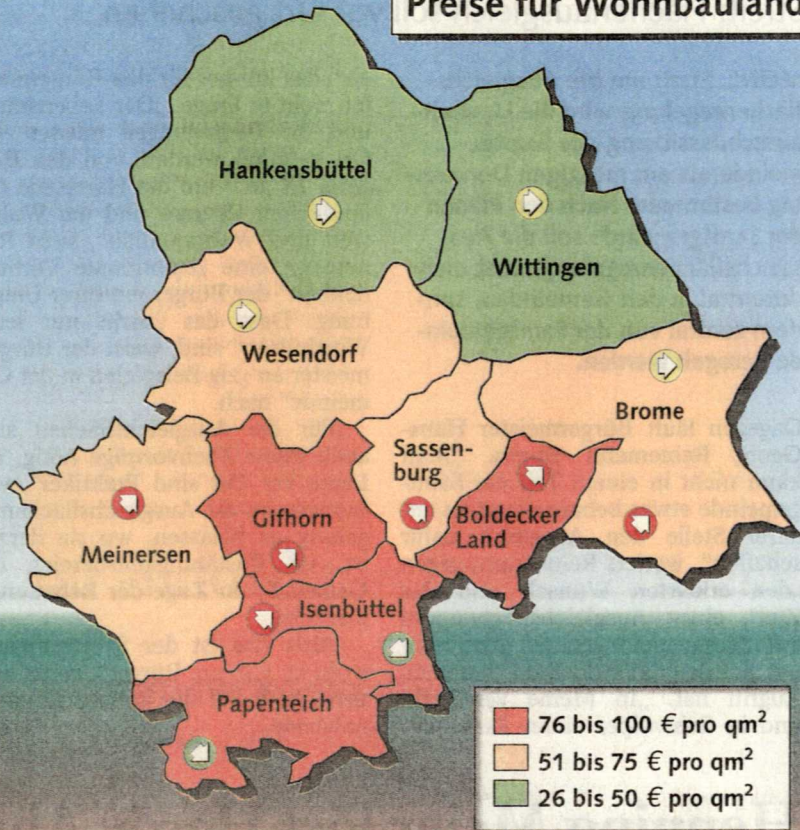 Preise für Wohnbauland
Hankensbüttel
Wittingen
Wesendorf
Brome
Sassen-
burg
Gifhorn
Boldecker
Land
Meinersen
Isenbüttel
Papenteich
76 bis 100 € pro qm²
51 bis 75 € pro qm²
26 bis 50 € pro qm²